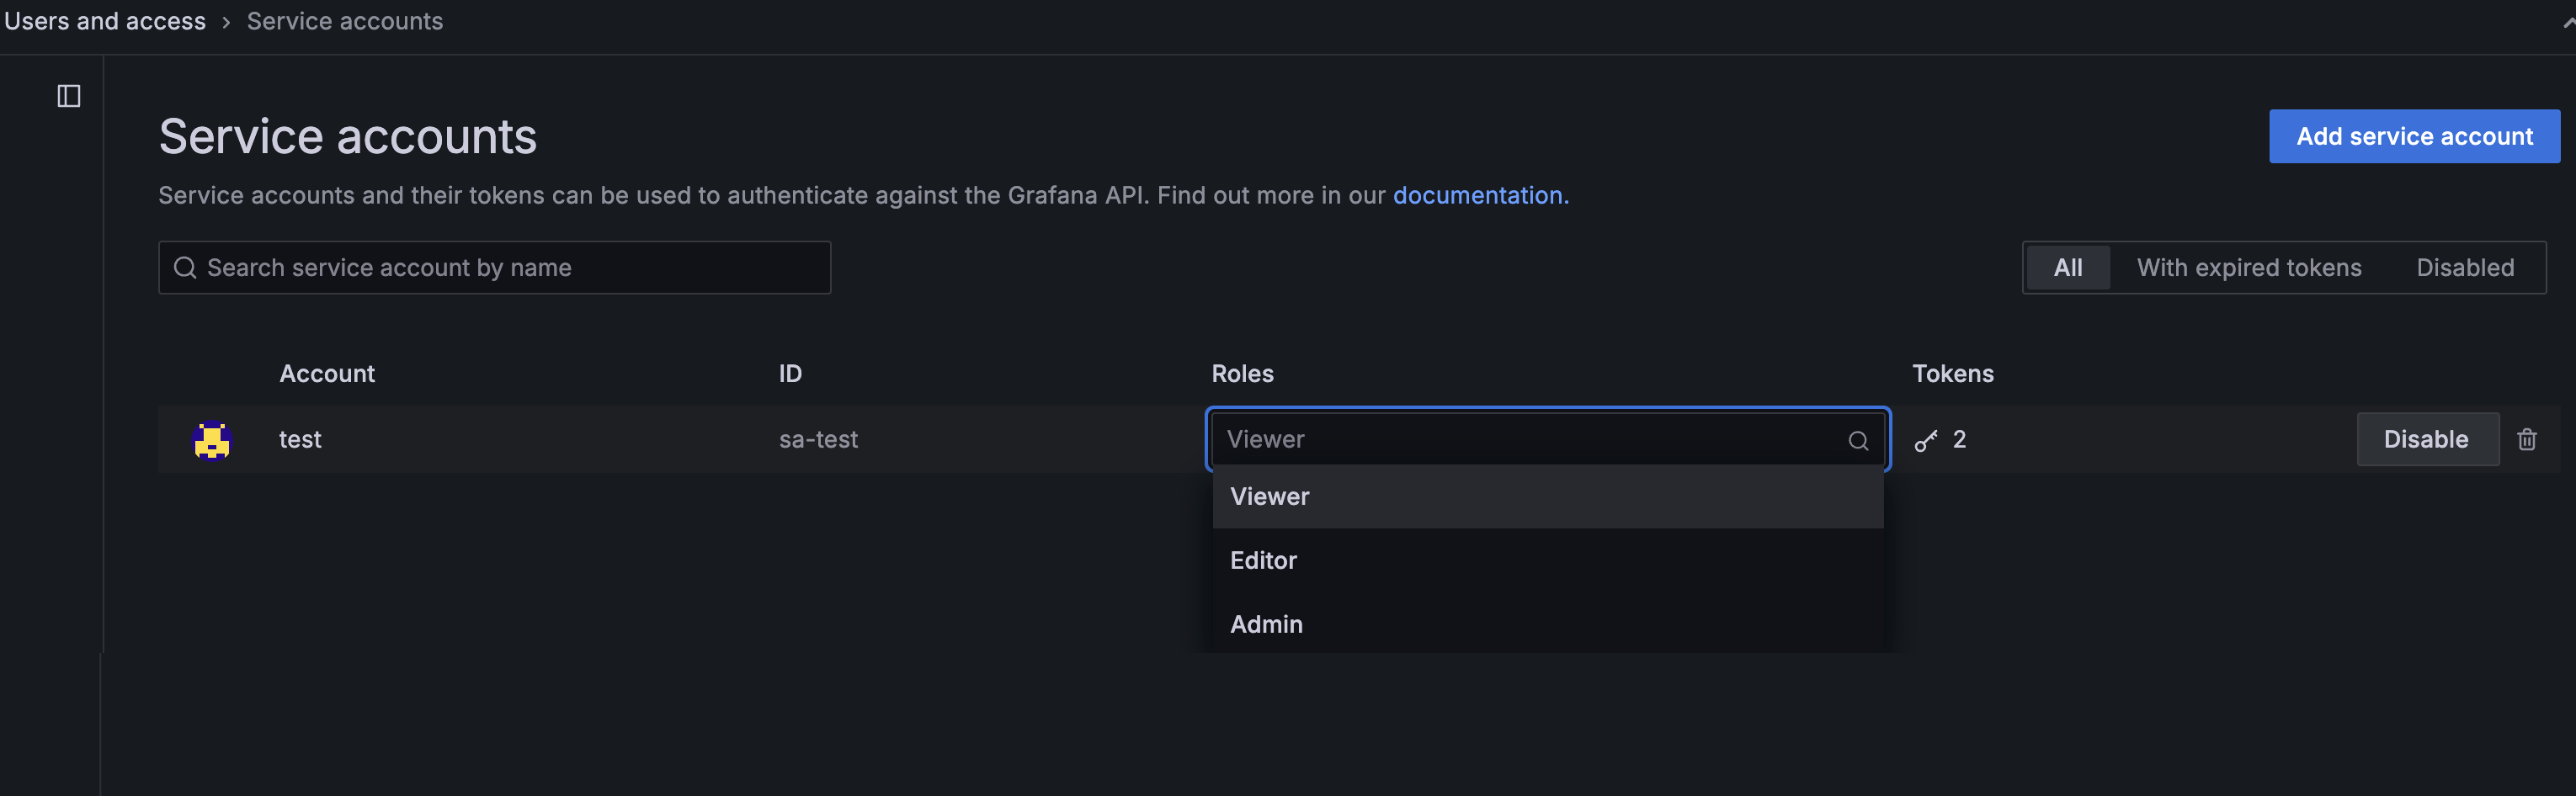 Users and access › Service accounts
Service accounts
Add service account
Service accounts and their tokens can be used to authenticate against the Grafana API. Find out more in our documentation.
Search service account by name
All With expired tokens Disabled
Account ID Roles Tokens
test sa-test Viewer 2 Disable
Viewer
Editor
Admin